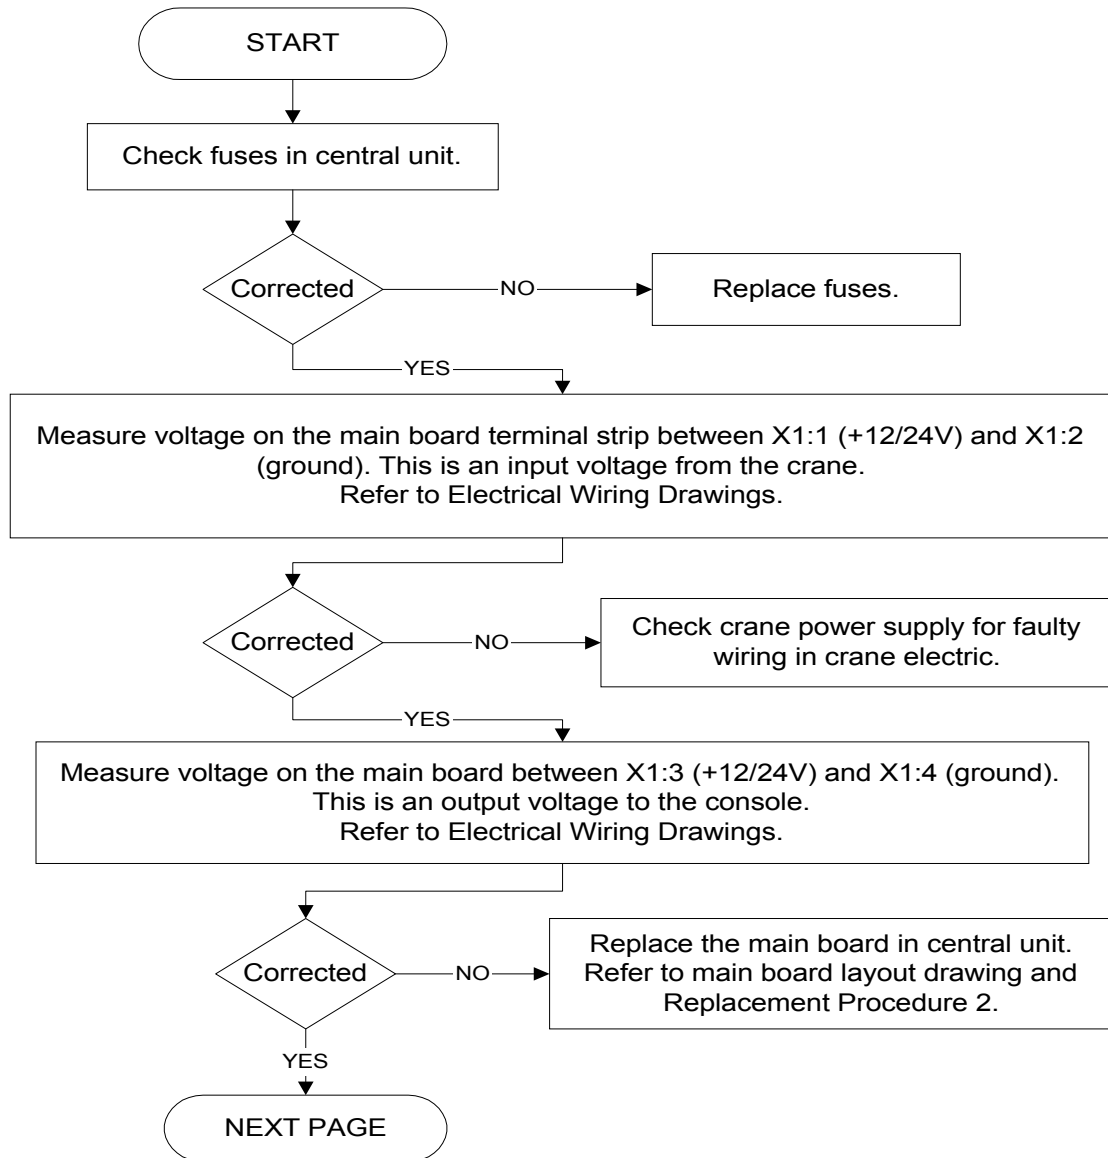 START
Check fuses in central unit.
Corrected
NO
Replace fuses.
YES
Measure voltage on the main board terminal strip between X1:1 (+12/24V) and X1:2
(ground). This is an input voltage from the crane.
Refer to Electrical Wiring Drawings.
Corrected
NO
Check crane power supply for faulty
wiring in crane electric.
YES
Measure voltage on the main board between X1:3 (+12/24V) and X1:4 (ground).
This is an output voltage to the console.
Refer to Electrical Wiring Drawings.
Corrected
NO
Replace the main board in central unit.
Refer to main board layout drawing and
Replacement Procedure 2.
YES
NEXT PAGE